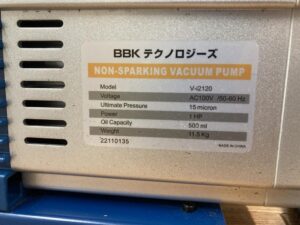 BBK テクノロジーズ
NON-SPARKING VACUUM PUMP
Model V-i2120
Voltage AC100V /50-60 Hz
Ultimate Pressure 15 micron
Power 1 HP
Oil Capacity 500 ml
Weight 11.5 Kg
22110135
MADE IN CHINA